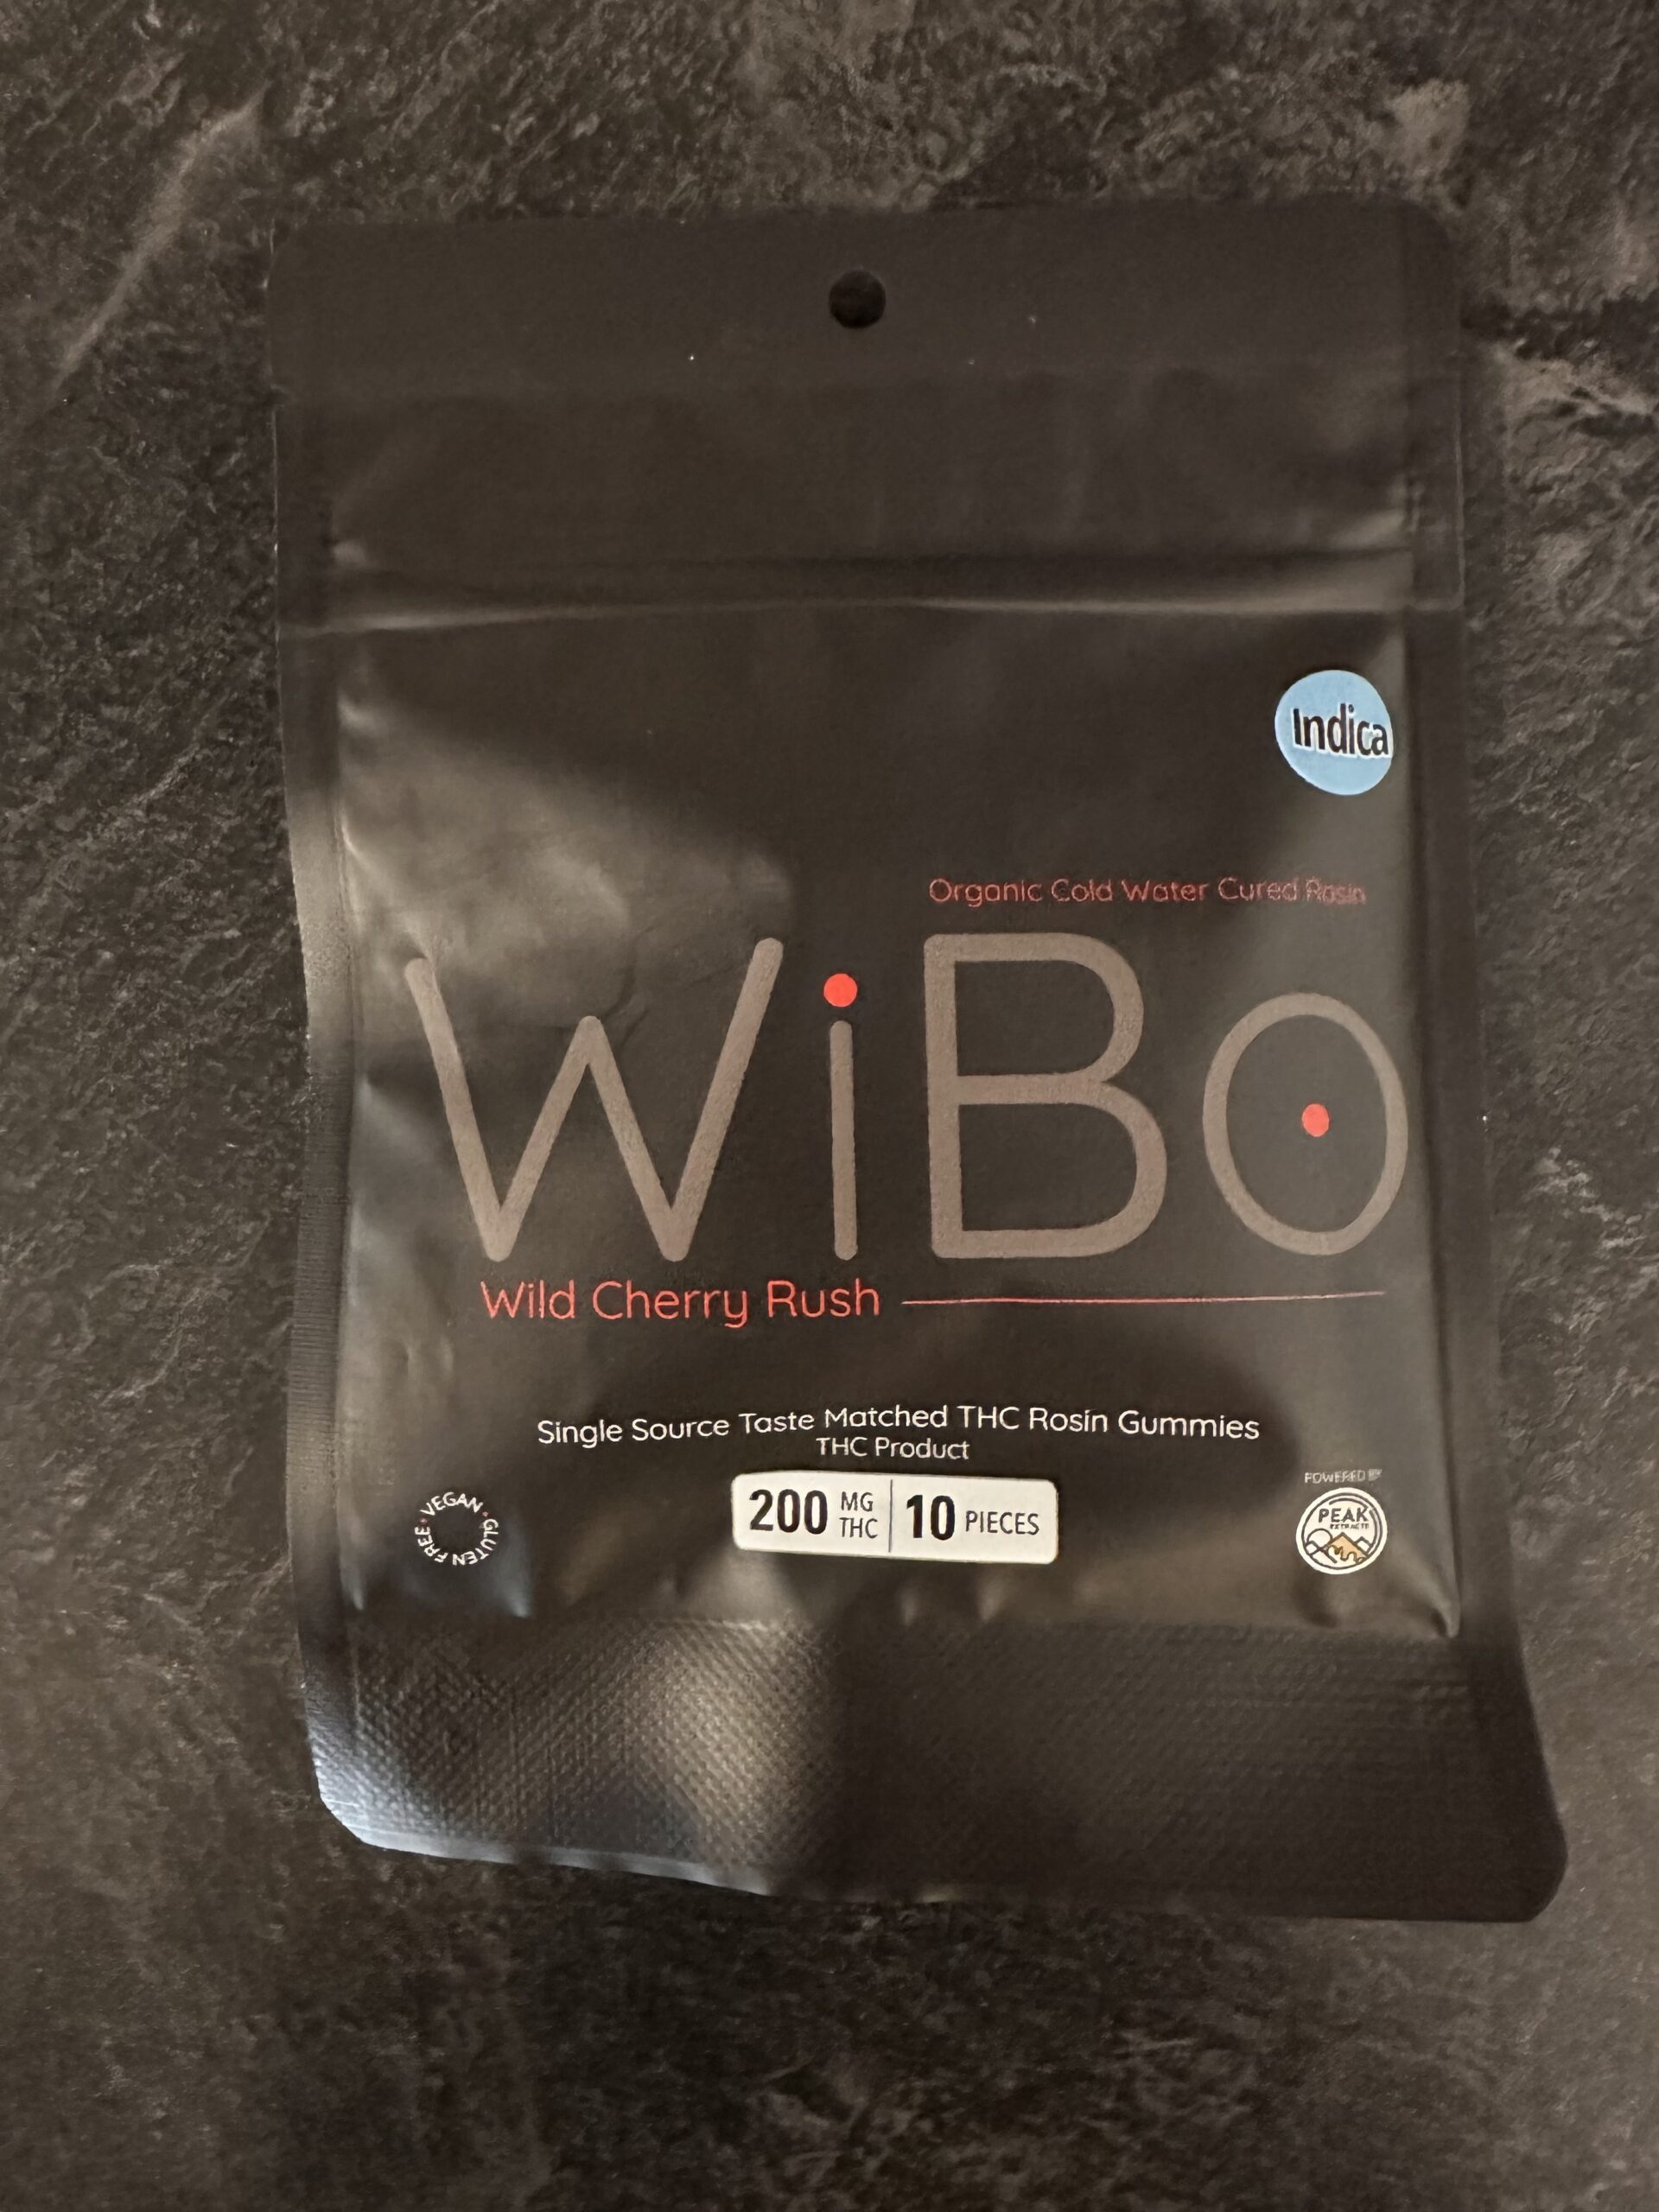 Indica
Organic Cold Water Cured Rosin
WiBo
Wild Cherry Rush
Single Source Taste Matched THC Rosin Gummies
THC Product
200 MG THC 10 PIECES
VEGAN · GLUTEN FREE ·
POWERED BY
PEAK
EXTRACTS